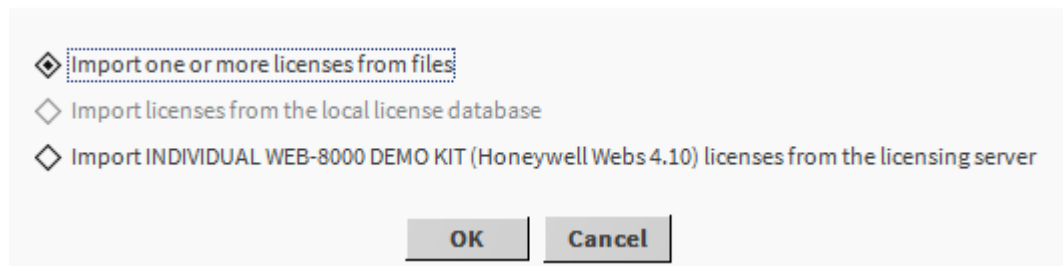 Import one or more licenses from files
Import licenses from the local license database
Import INDIVIDUAL WEB-8000 DEMO KIT (Honeywell Webs 4.10) licenses from the licensing server
OK Cancel